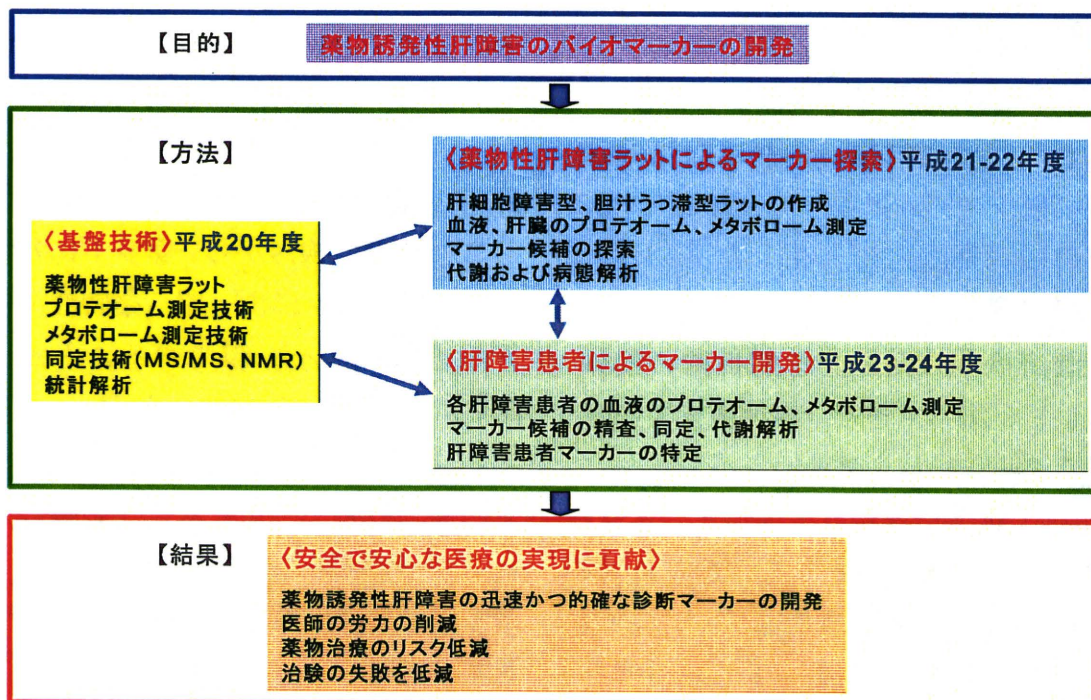 【目的】 薬物誘発性肝障害のバイオマーカーの開発
【方法】
〈基盤技術〉平成20年度
薬物性肝障害ラット
プロテオーム測定技術
メタボローム測定技術
同定技術(MS/MS、NMR)
統計解析
〈薬物性肝障害ラットによるマーカー探索〉平成21-22年度
肝細胞障害型、胆汁うっ滞型ラットの作成
血液、肝臓のプロテオーム、メタボローム測定
マーカー候補の探索
代謝および病態解析
〈肝障害患者によるマーカー開発〉平成23-24年度
各肝障害患者の血液のプロテオーム、メタボローム測定
マーカー候補の精査、同定、代謝解析
肝障害患者マーカーの特定
【結果】
〈安全で安心な医療の実現に貢献〉
薬物誘発性肝障害の迅速かつ的確な診断マーカーの開発
医師の労力の削減
薬物治療のリスク低減
治験の失敗を低減